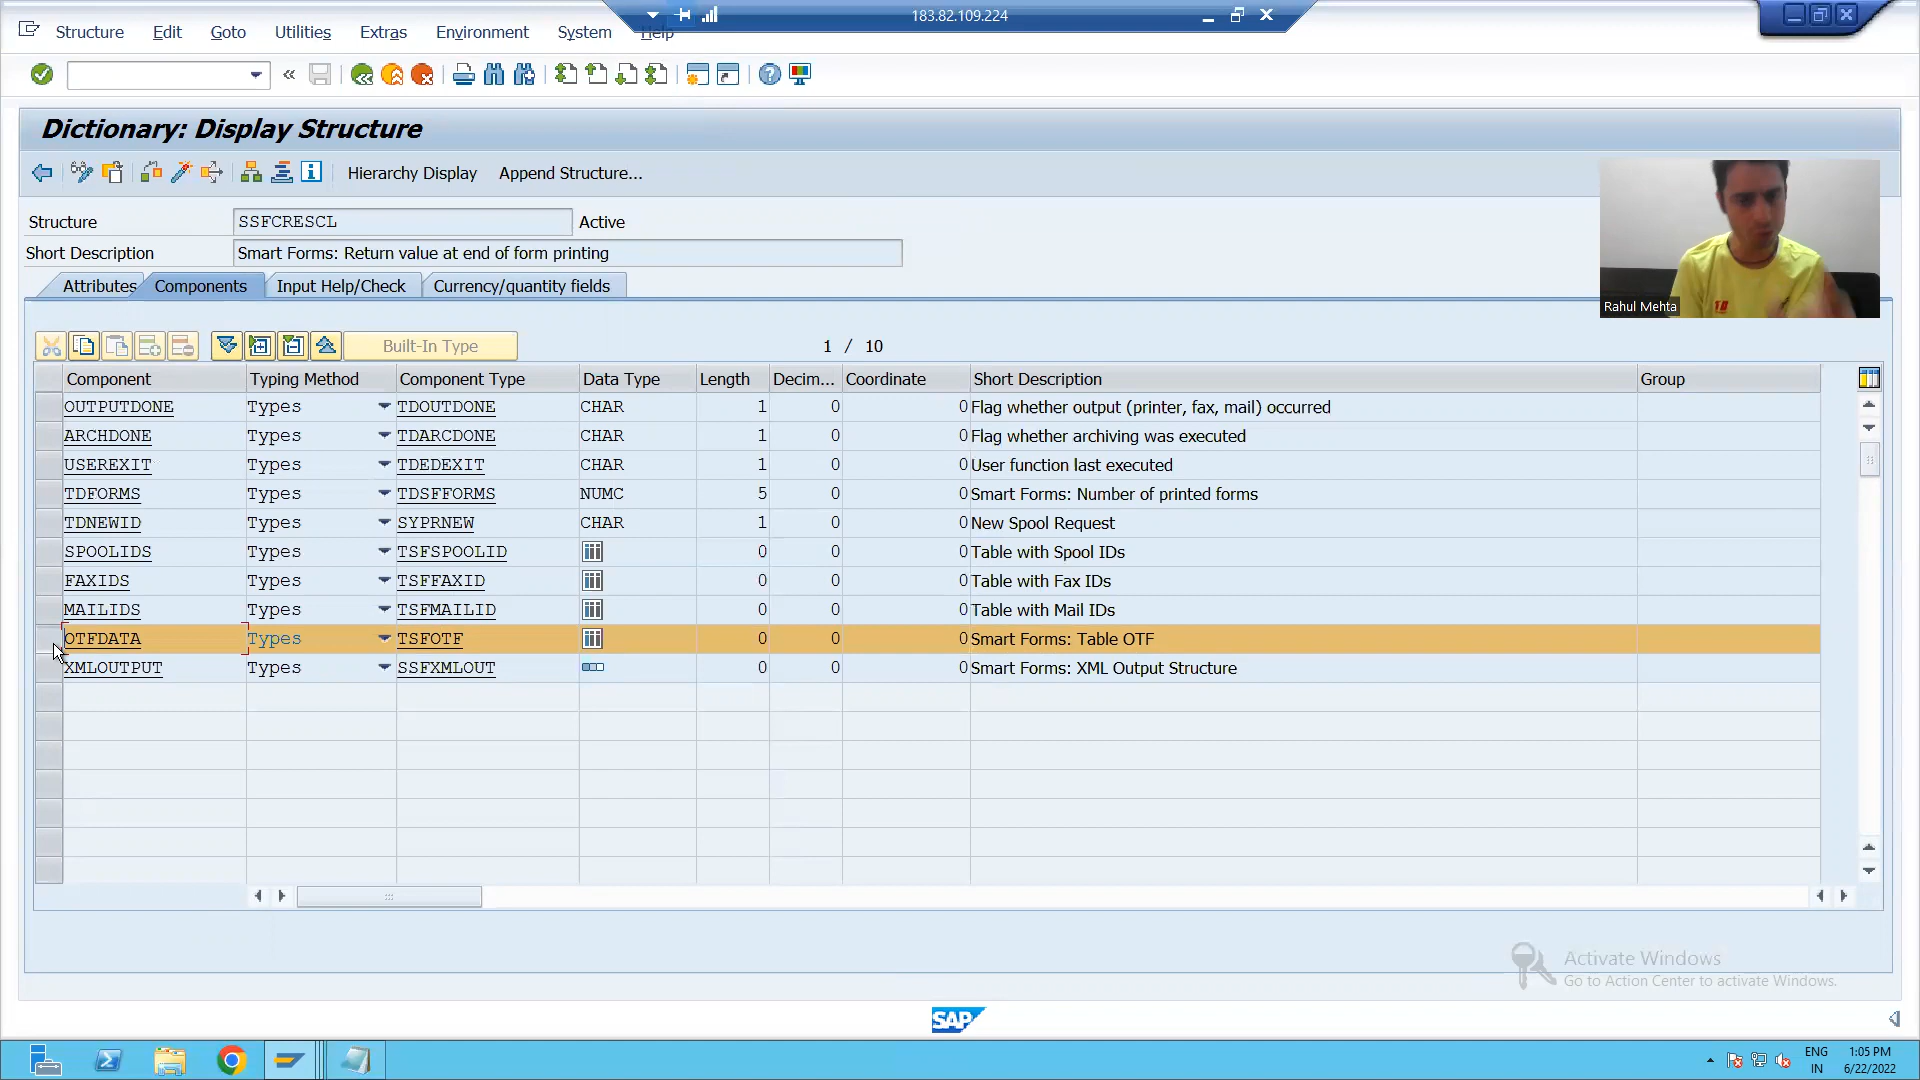 183.82.109.224
Structure Edit Goto Utilities Extras Environment System Help
«
Dictionary: Display Structure
Hierarchy Display Append Structure...
Structure SSFCRESCL Active
Short Description Smart Forms: Return value at end of form printing
Attributes Components Input Help/Check Currency/quantity fields
Rahul Mehta
Built-In Type 1 / 10
Component Typing Method Component Type Data Type Length Decim... Coordinate Short Description Group
OUTPUTDONE Types TDOUTDONE CHAR 1 0 0 Flag whether output (printer, fax, mail) occurred
ARCHDONE Types TDARCDONE CHAR 1 0 0 Flag whether archiving was executed
USEREXIT Types TDEDEXIT CHAR 1 0 0 User function last executed
TDFORMS Types TDSFFORMS NUMC 5 0 0 Smart Forms: Number of printed forms
TDNEWID Types SYPRNEW CHAR 1 0 0 New Spool Request
SPOOLIDS Types TSFSPOOLID 0 0 0 Table with Spool IDs
FAXIDS Types TSFFAXID 0 0 0 Table with Fax IDs
MAILIDS Types TSFMAILID 0 0 0 Table with Mail IDs
OTFDATA Types TSFOTF 0 0 0 Smart Forms: Table OTF
XMLOUTPUT Types SSFXMLOUT 0 0 0 Smart Forms: XML Output Structure
Activate Windows
Go to Action Center to activate Windows.
SAP
ENG 1:05 PM
IN 6/22/2022